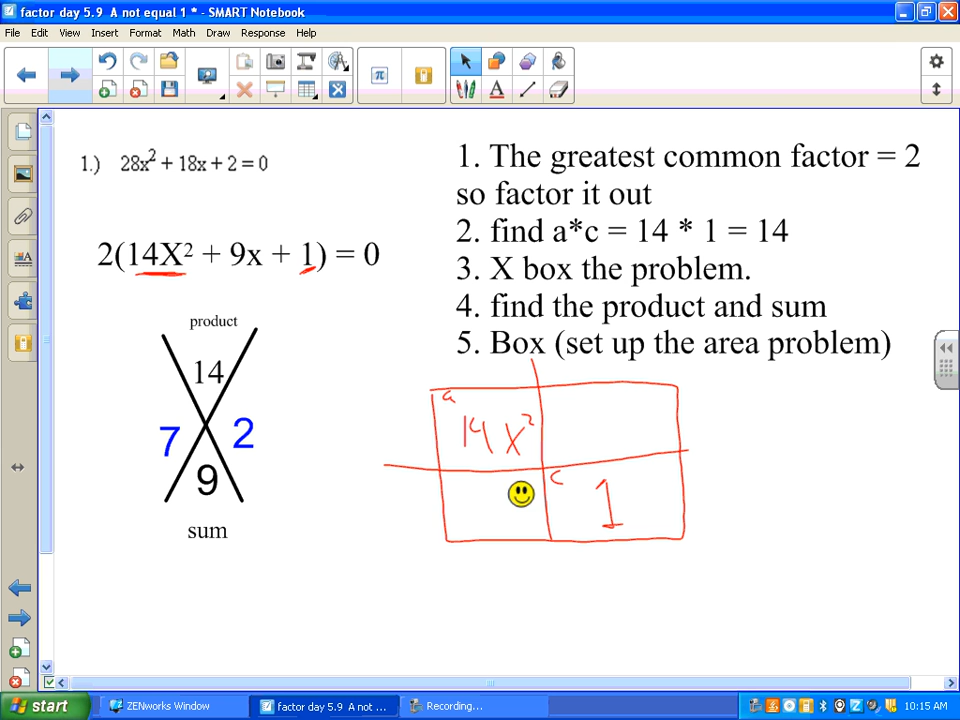 factor day 5.9 A not equal 1 * - SMART Notebook
File Edit View Insert Format Math Draw Response Help
1.) 28x² + 18x + 2 = 0
2(14X² + 9x + 1) = 0
product
14
7 2
9
sum
1. The greatest common factor = 2
so factor it out
2. find a*c = 14 * 1 = 14
3. X box the problem.
4. find the product and sum
5. Box (set up the area problem)
a
14x²
c
1
start ZENworks Window factor day 5.9 A not ... Recording... 10:15 AM